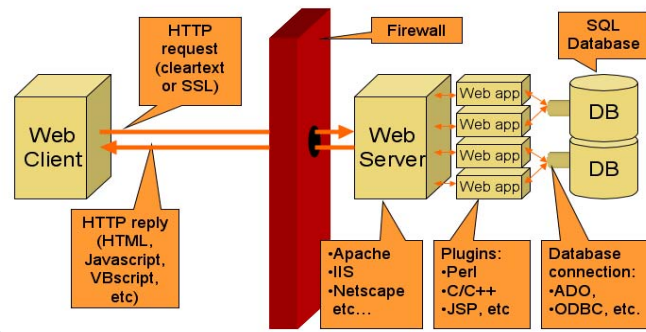 HTTP
request
(cleartext
or SSL)
Firewall
SQL
Database
Web
Client
Web
Server
Web app
Web app
Web app
Web app
DB
DB
HTTP reply
(HTML,
Javascript,
VBscript,
etc)
•Apache
•IIS
•Netscape
etc…
Plugins:
•Perl
•C/C++
•JSP, etc
Database
connection:
•ADO,
•ODBC, etc.